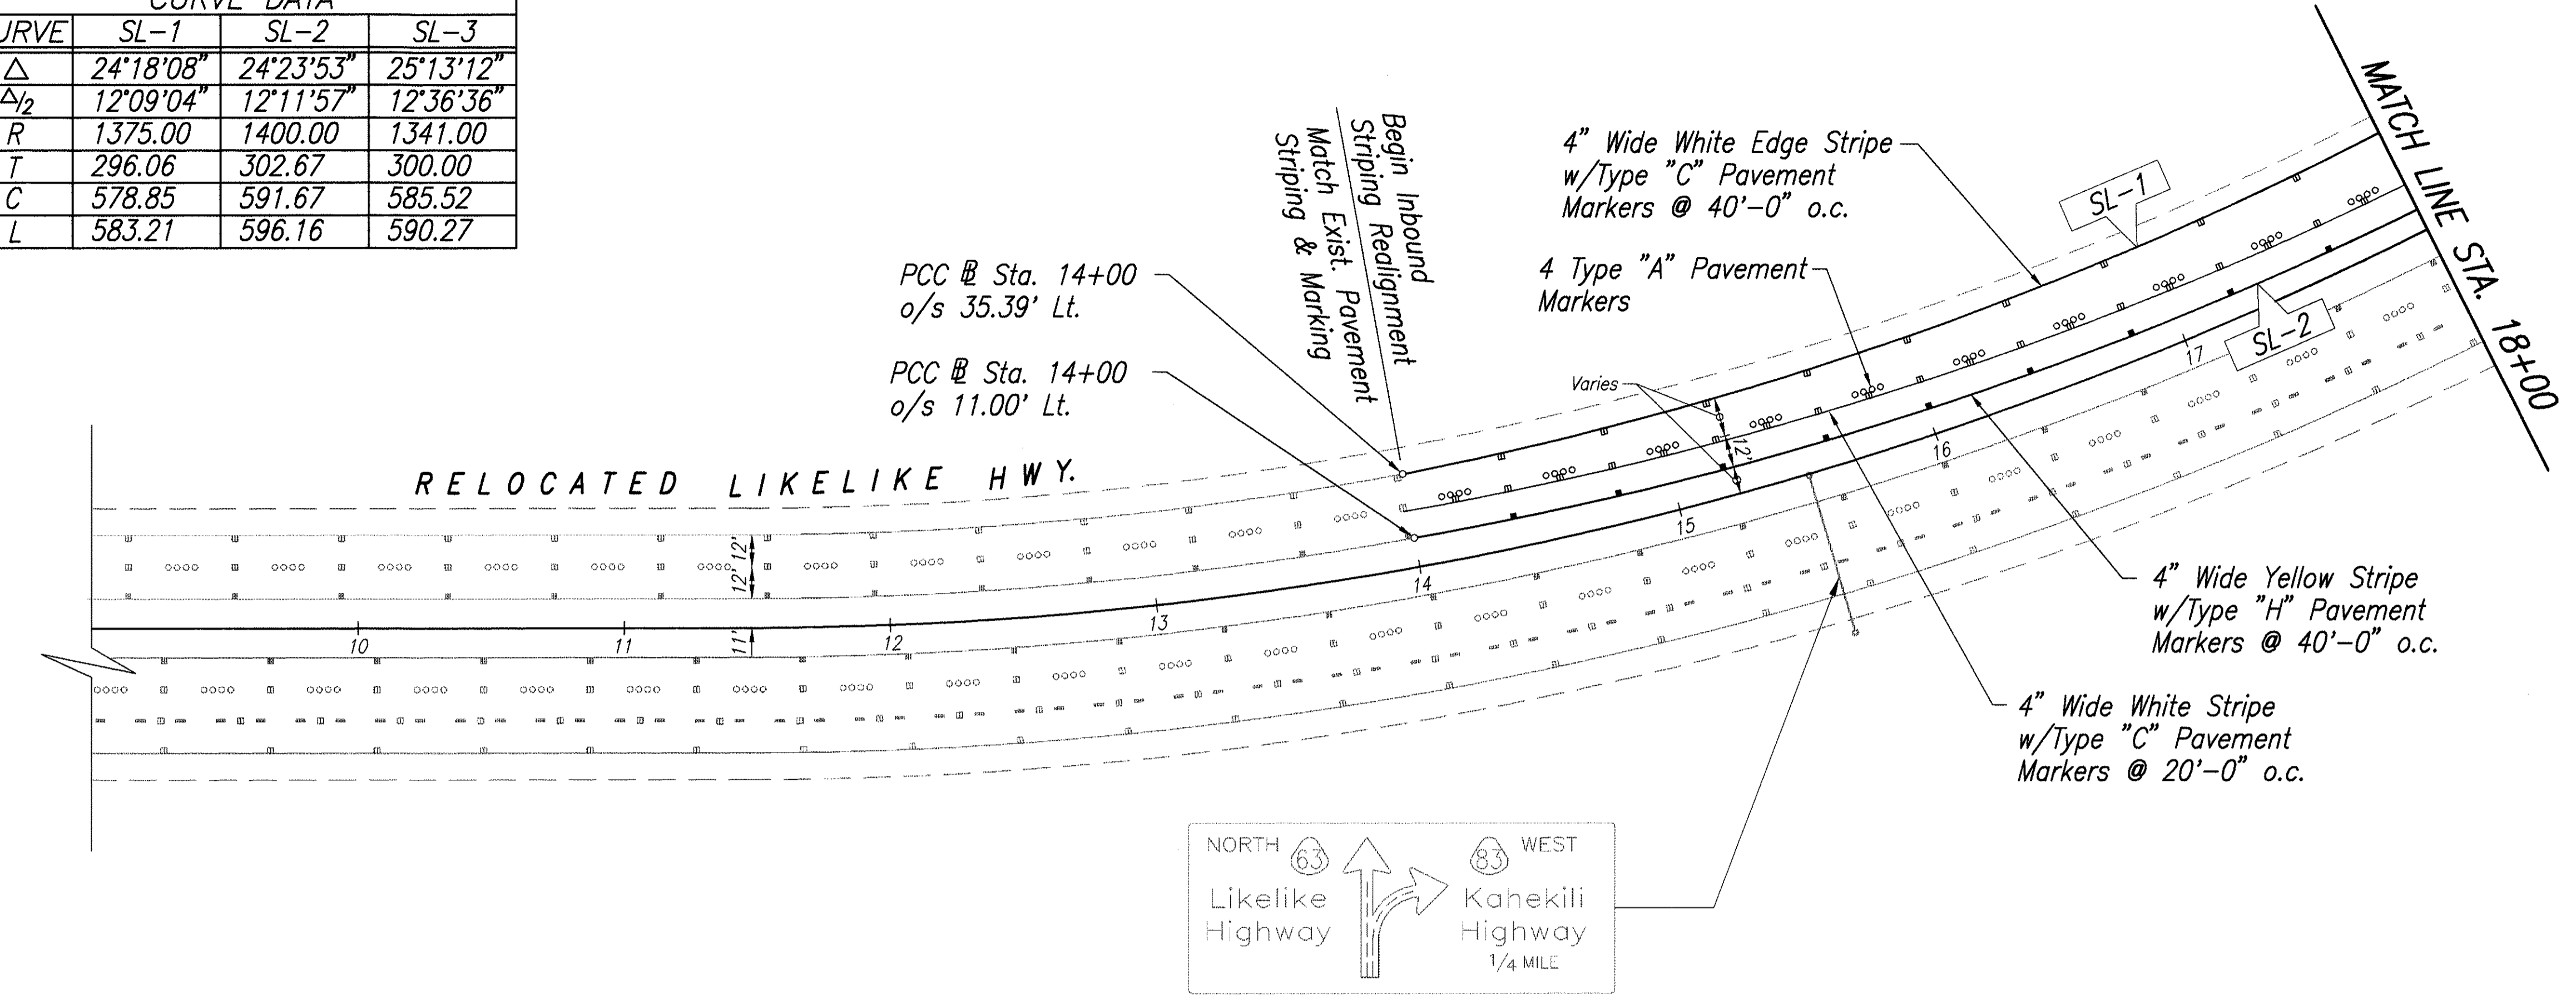 CURVE DATA
URVE SL-1 SL-2 SL-3
△ 24°18'08" 24°23'53" 25°13'12"
△/2 12°09'04" 12°11'57" 12°36'36"
R 1375.00 1400.00 1341.00
T 296.06 302.67 300.00
C 578.85 591.67 585.52
L 583.21 596.16 590.27
PCC ⅊ Sta. 14+00
o/s 35.39' Lt.
PCC ⅊ Sta. 14+00
o/s 11.00' Lt.
Begin Inbound
Striping Realignment
Match Exist. Pavement
Striping & Marking
4" Wide White Edge Stripe
w/Type "C" Pavement
Markers @ 40'-0" o.c.
4 Type "A" Pavement
Markers
Varies
12'
SL-1
SL-2
MATCH LINE STA. 18+00
RELOCATED LIKELIKE HWY.
12'
12'
11'
10
11
12
13
14
15
16
17
4" Wide Yellow Stripe
w/Type "H" Pavement
Markers @ 40'-0" o.c.
4" Wide White Stripe
w/Type "C" Pavement
Markers @ 20'-0" o.c.
NORTH 63 83 WEST
Likelike Kahekili
Highway Highway
1/4 MILE